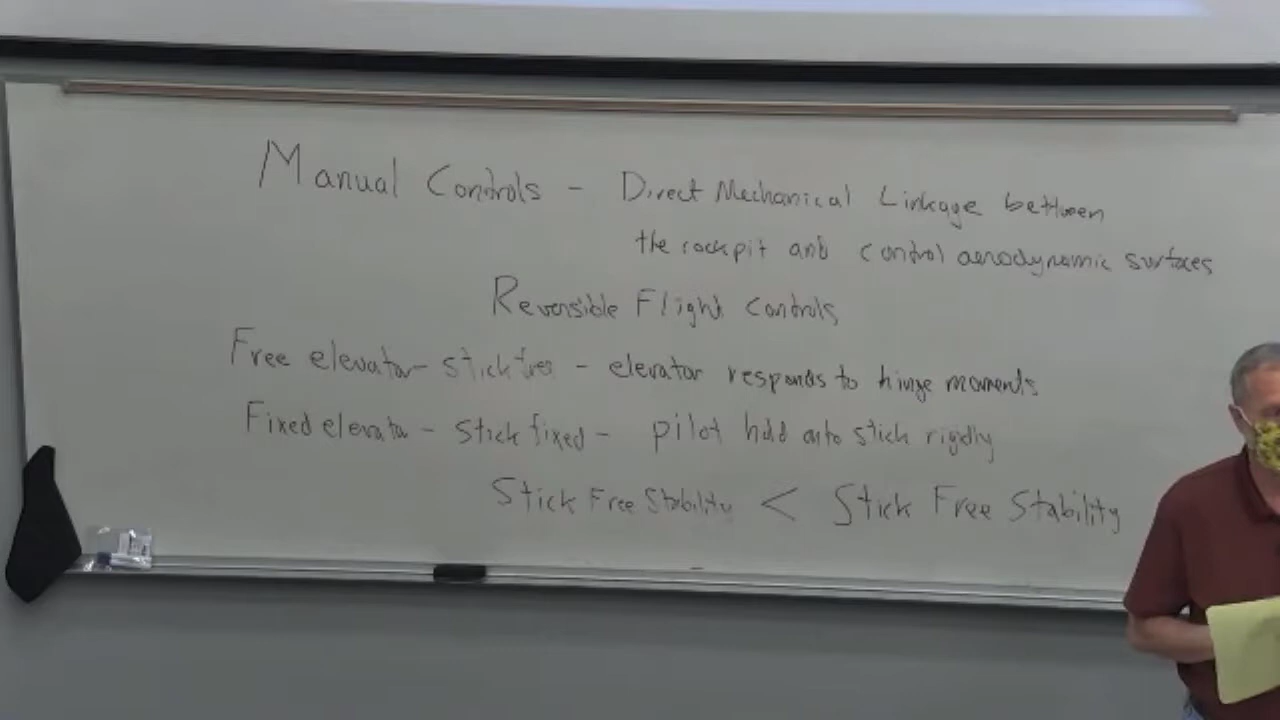 Manual Controls - Direct Mechanical Linkage between
the cockpit and control aerodynamic surfaces
Reversible Flight Controls
Free elevator - stick free - elevator responds to hinge moments
Fixed elevator - stick fixed - pilot hold onto stick rigidly
Stick Free Stability < Stick Free Stability